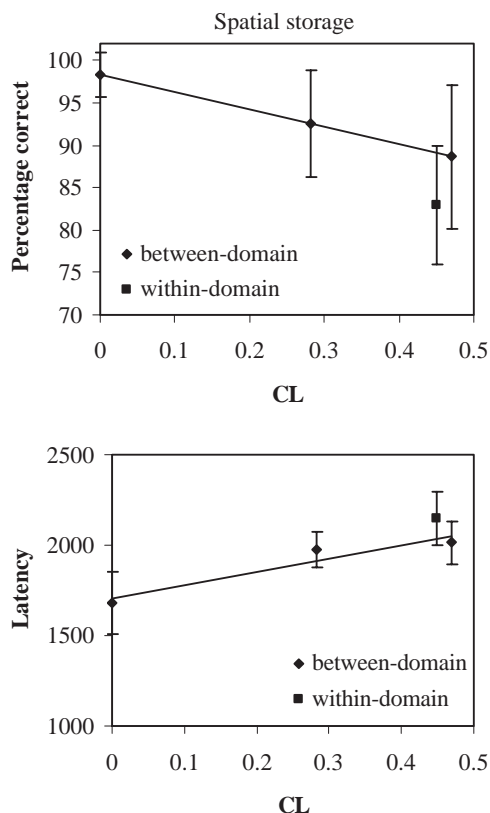 Spatial storage
100
95
90
85
80
75
70
Percentage correct
between-domain
within-domain
0 0.1 0.2 0.3 0.4 0.5
CL
2500
2000
1500
1000
Latency
between-domain
within-domain
0 0.1 0.2 0.3 0.4 0.5
CL